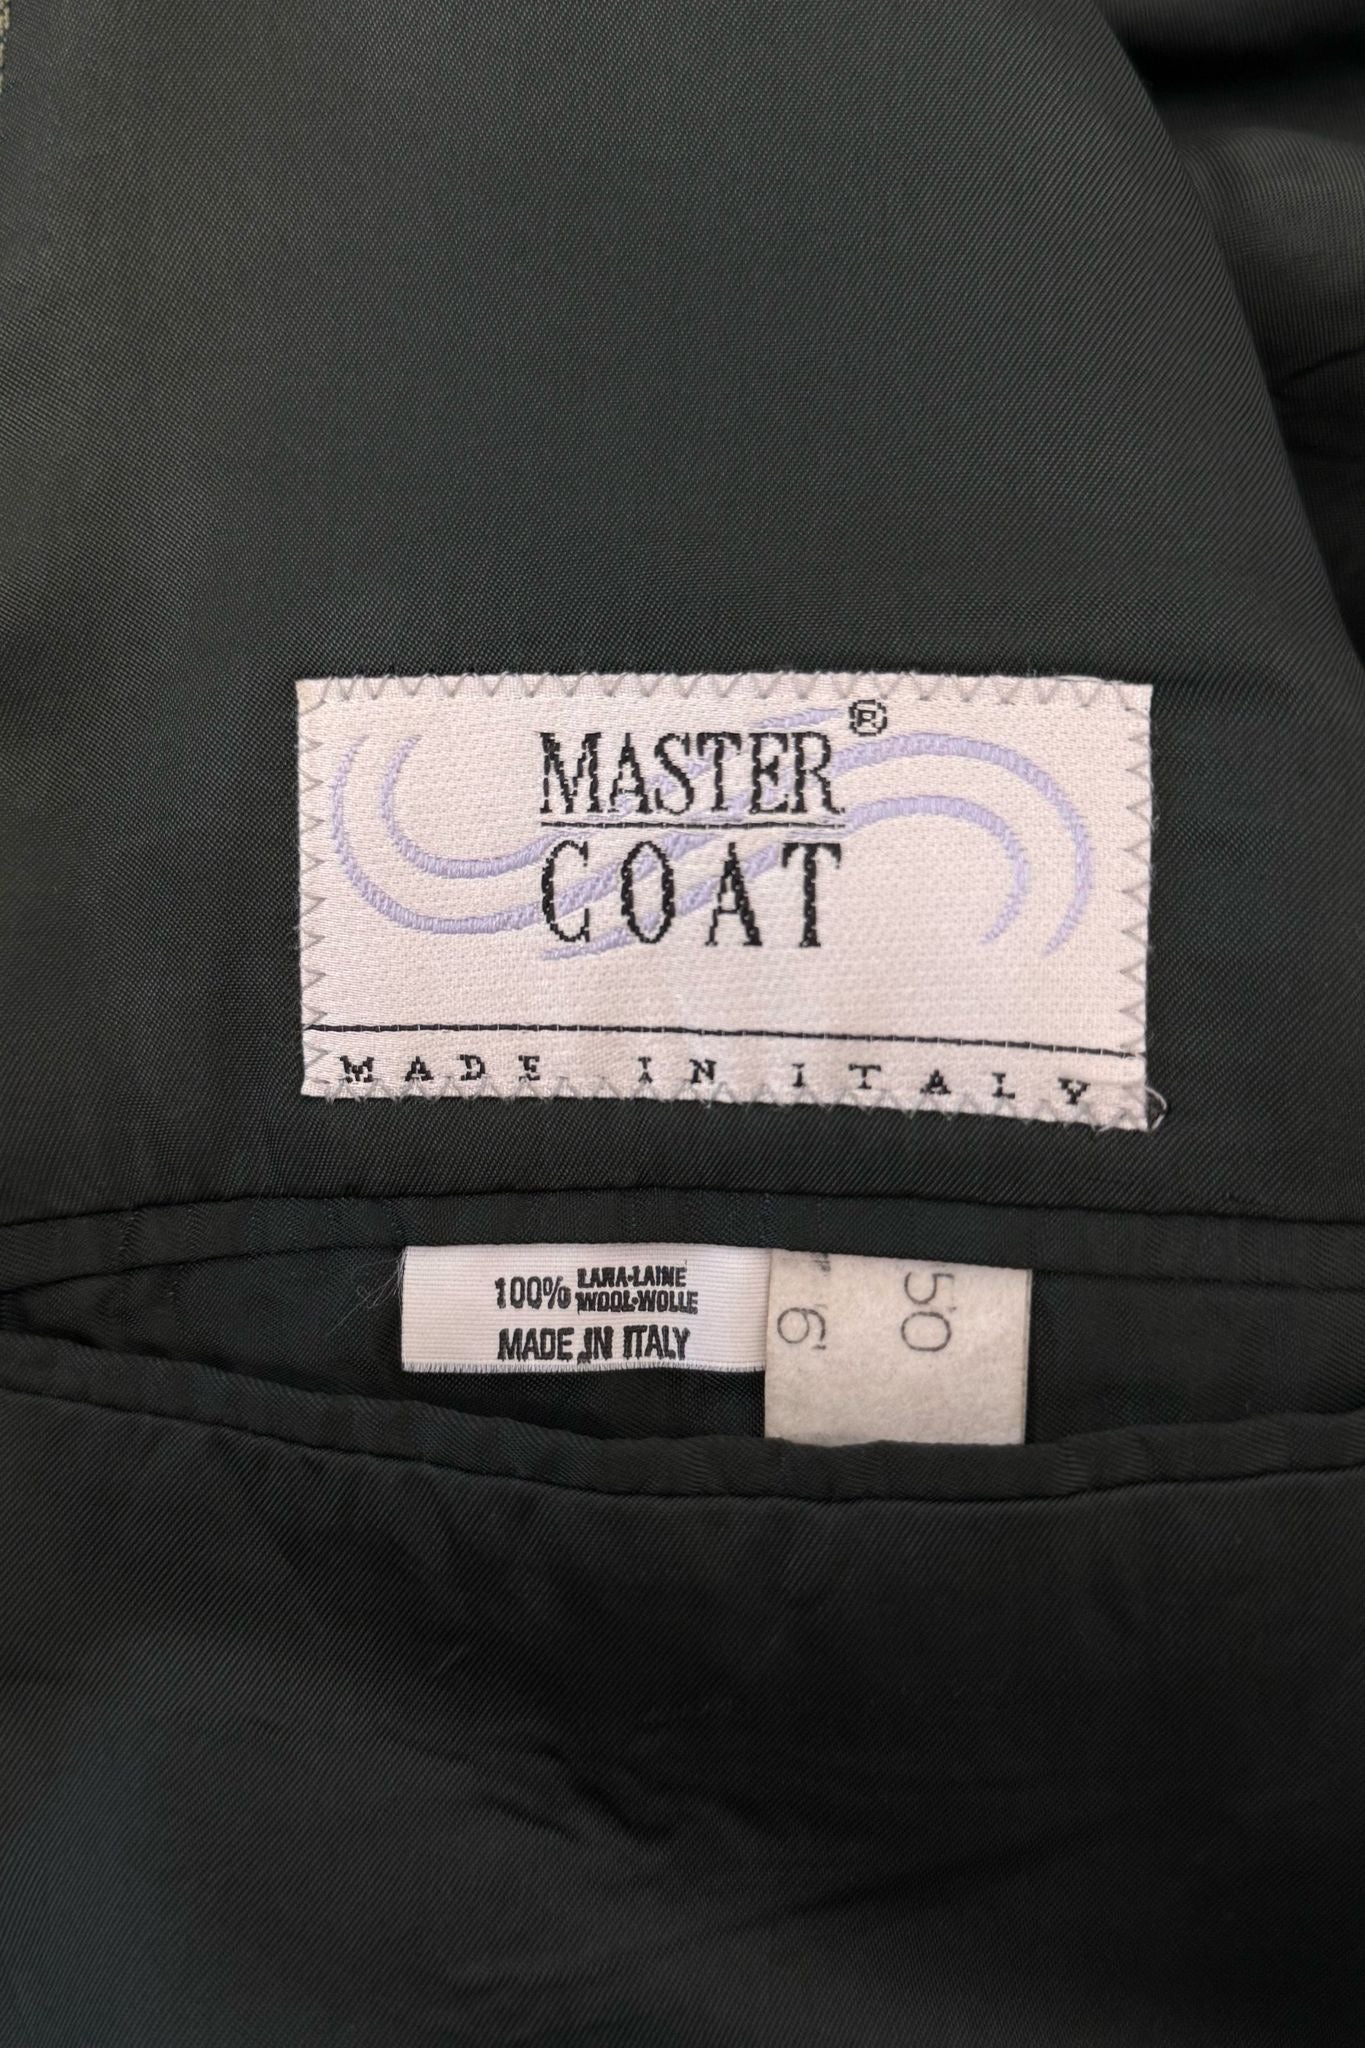 MASTER®
COAT
MADE IN ITALY
100% LANA·LAINE
WOOL·WOLLE
MADE IN ITALY
50
6